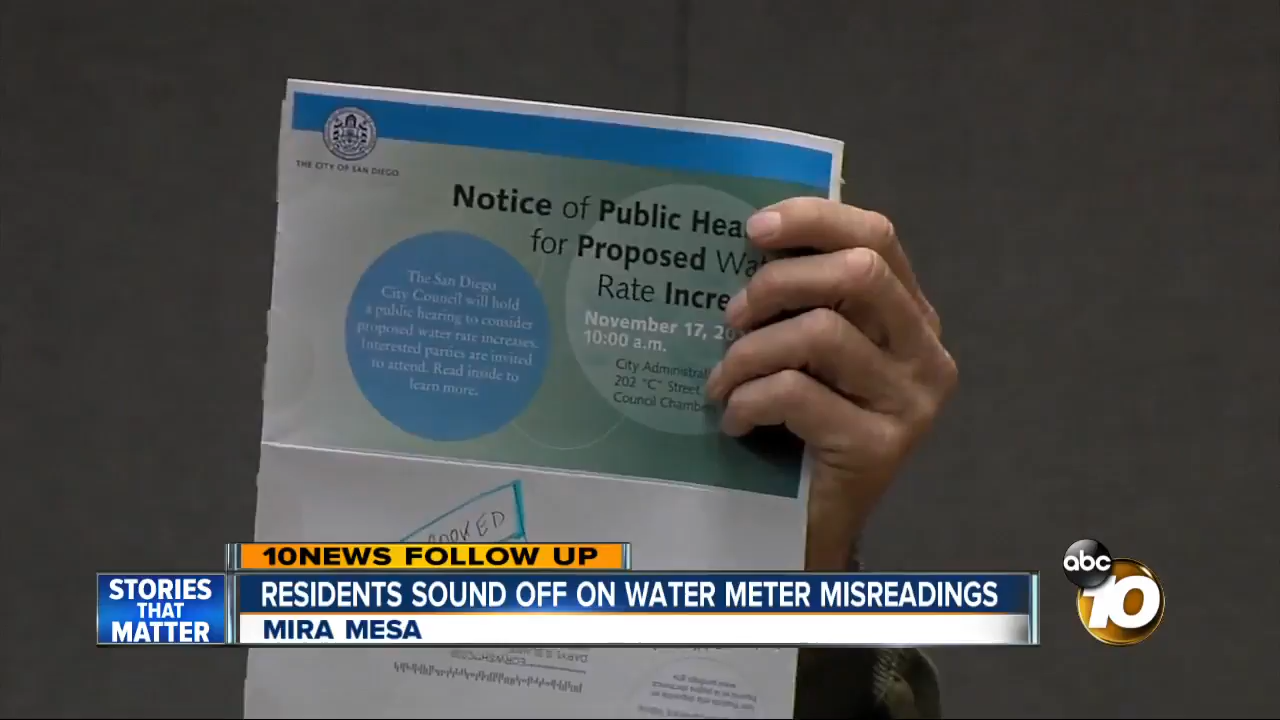 THE CITY OF SAN DIEGO
Notice of Public Hea
for Proposed Wa
Rate Incre
November 17, 20
10:00 a.m.
City Administrat
202 "C" Street,
Council Chamb
The San Diego
City Council will hold
a public hearing to consider
proposed water rate increases.
Interested parties are invited
to attend. Read inside to
learn more.
10NEWS FOLLOW UP
STORIES
THAT
MATTER
RESIDENTS SOUND OFF ON WATER METER MISREADINGS
MIRA MESA
abc
10